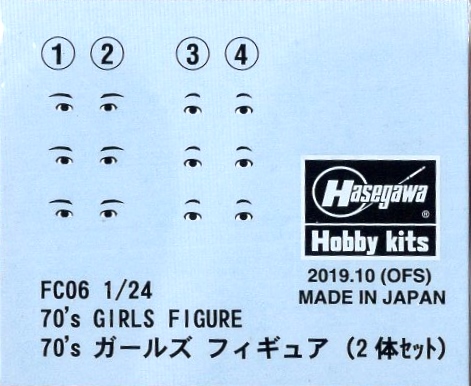 ① ② ③ ④
Hasegawa®
Hobby kits
2019.10 (OFS)
MADE IN JAPAN
FC06 1/24
70's GIRLS FIGURE
70's ガールズ フィギュア (2体セット)